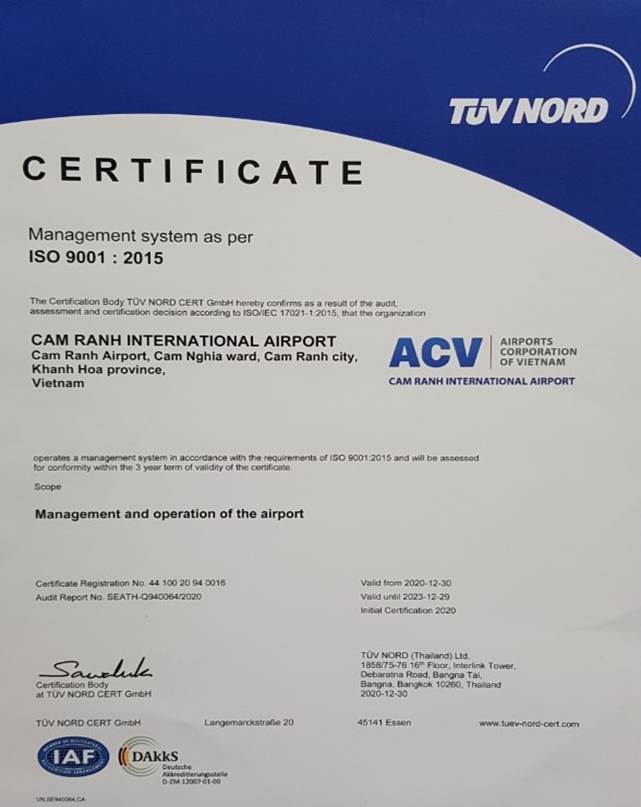 TÜV NORD
CERTIFICATE
Management system as per
ISO 9001 : 2015
The Certification Body TÜV NORD CERT GmbH hereby confirms as a result of the audit,
assessment and certification decision according to ISO/IEC 17021-1:2015, that the organization
CAM RANH INTERNATIONAL AIRPORT
Cam Ranh Airport, Cam Nghia ward, Cam Ranh city,
Khanh Hoa province,
Vietnam
ACV
AIRPORTS
CORPORATION
OF VIETNAM
CAM RANH INTERNATIONAL AIRPORT
operates a management system in accordance with the requirements of ISO 9001:2015 and will be assessed
for conformity within the 3 year term of validity of the certificate.
Scope
Management and operation of the airport
Certificate Registration No. 44 100 20 94 0016
Audit Report No. SEATH-Q940064/2020
Valid from 2020-12-30
Valid until 2023-12-29
Initial Certification 2020
Certification Body
at TÜV NORD CERT GmbH
TÜV NORD (Thailand) Ltd.
1858/75-76 16th Floor, Interlink Tower,
Debaratna Road, Bangna Tai,
Bangna, Bangkok 10260, Thailand
2020-12-30
TÜV NORD CERT GmbH Langemarckstraße 20 45141 Essen www.tuev-nord-cert.com
MEMBER OF MULTILATERAL
IAF
RECOGNITION ARRANGEMENT
DAkkS
Deutsche
Akkreditierungsstelle
D-ZM-12007-01-00
VN.SE940064.CA